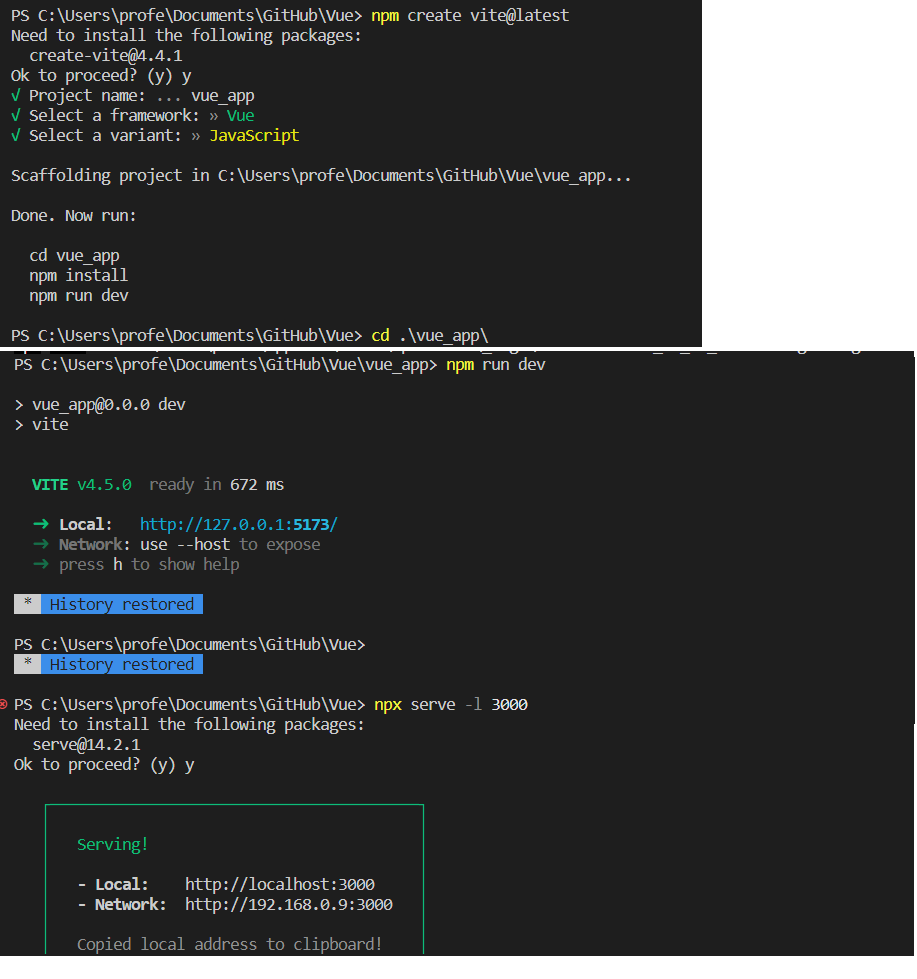 PS C:\Users\profe\Documents\GitHub\Vue> npm create vite@latest
Need to install the following packages:
  create-vite@4.4.1
Ok to proceed? (y) y
√ Project name: ... vue_app
√ Select a framework: » Vue
√ Select a variant: » JavaScript

Scaffolding project in C:\Users\profe\Documents\GitHub\Vue\vue_app...

Done. Now run:

  cd vue_app
  npm install
  npm run dev

PS C:\Users\profe\Documents\GitHub\Vue> cd .\vue_app\
PS C:\Users\profe\Documents\GitHub\Vue\vue_app> npm run dev

> vue_app@0.0.0 dev
> vite

  VITE v4.5.0  ready in 672 ms

  ➜ Local:   http://127.0.0.1:5173/
  ➜ Network: use --host to expose
  ➜ press h to show help

 *  History restored

PS C:\Users\profe\Documents\GitHub\Vue>
 *  History restored

PS C:\Users\profe\Documents\GitHub\Vue> npx serve -l 3000
Need to install the following packages:
  serve@14.2.1
Ok to proceed? (y) y

Serving!

- Local:    http://localhost:3000
- Network:  http://192.168.0.9:3000

Copied local address to clipboard!